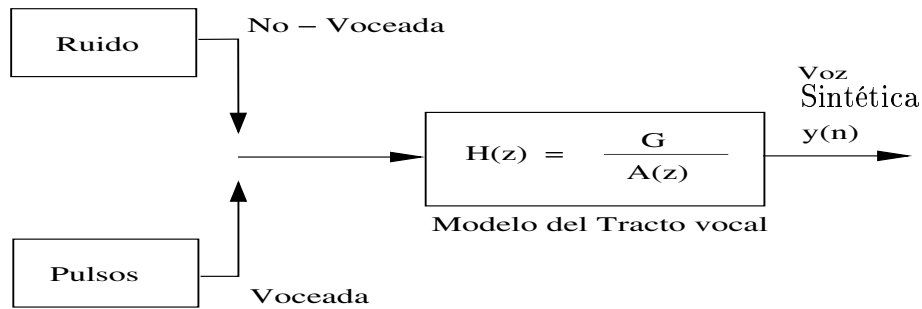 Ruido
No – Voceada
Voz
Sintética
y(n)
H(z) = G
A(z)
Modelo del Tracto vocal
Pulsos
Voceada